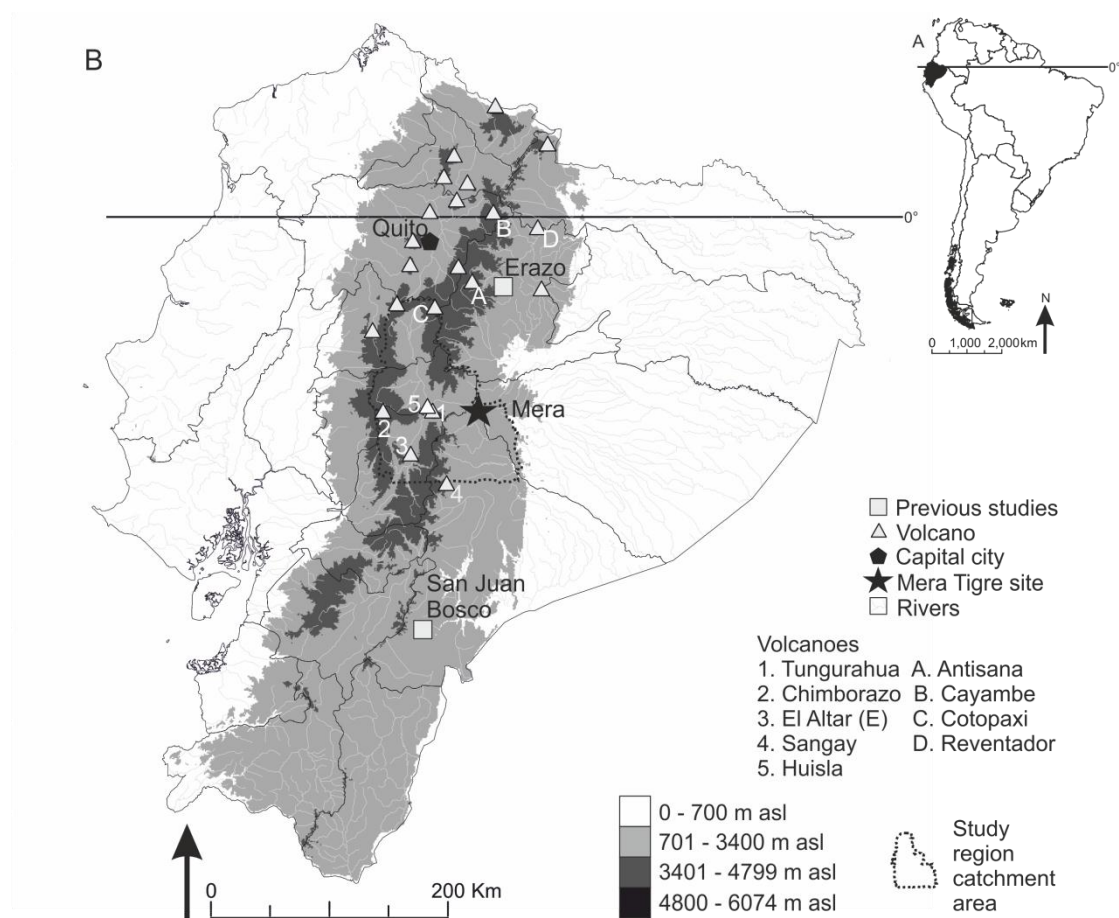 B
A
0°
N
0 1,000 2,000km
0°
Quito
B
D
Erazo
A
C
5
1
Mera
2
3
4
San Juan
Bosco
Previous studies
Volcano
Capital city
Mera Tigre site
Rivers
Volcanoes
1. Tungurahua A. Antisana
2. Chimborazo B. Cayambe
3. El Altar (E) C. Cotopaxi
4. Sangay D. Reventador
5. Huisla
0 - 700 m asl
701 - 3400 m asl
3401 - 4799 m asl
4800 - 6074 m asl
Study
region
catchment
area
0 200 Km